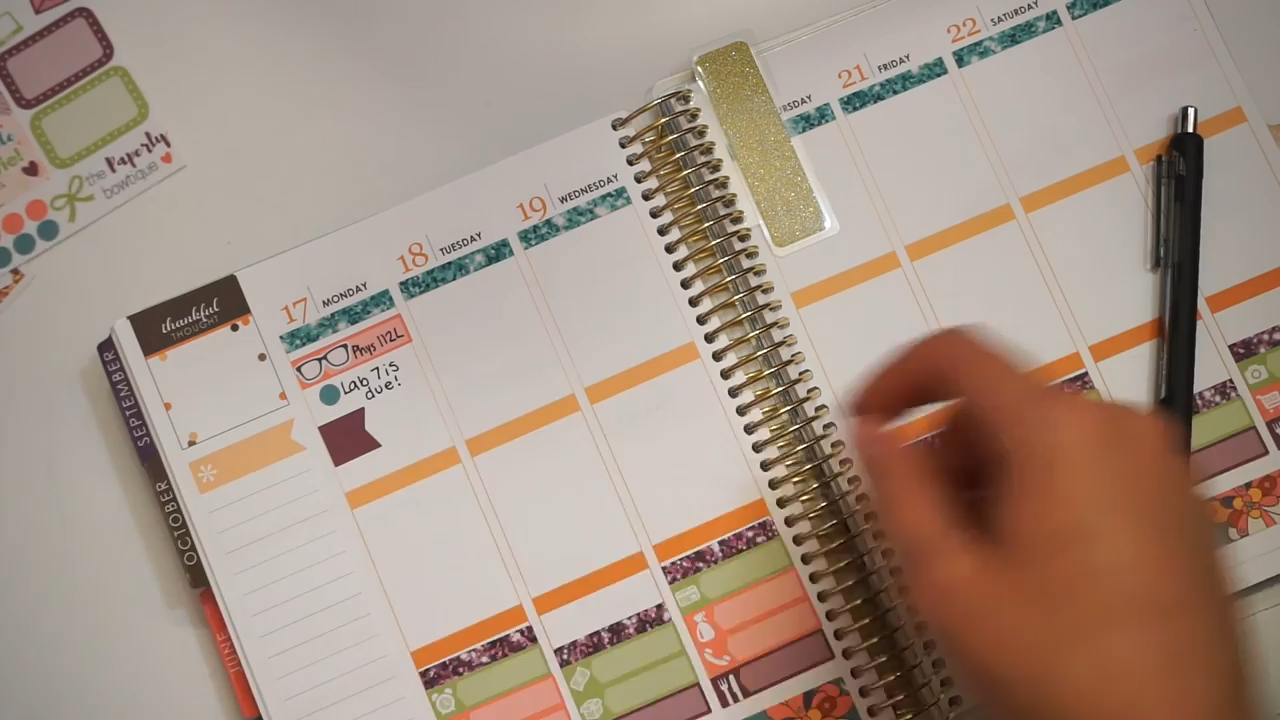 the Paperly
bowtique
thankful
THOUGHT
SEPTEMBER
OCTOBER
JUNE
17 MONDAY
Phys 112L
Lab 7 is
due!
18 TUESDAY
19 WEDNESDAY
21 FRIDAY
22 SATURDAY